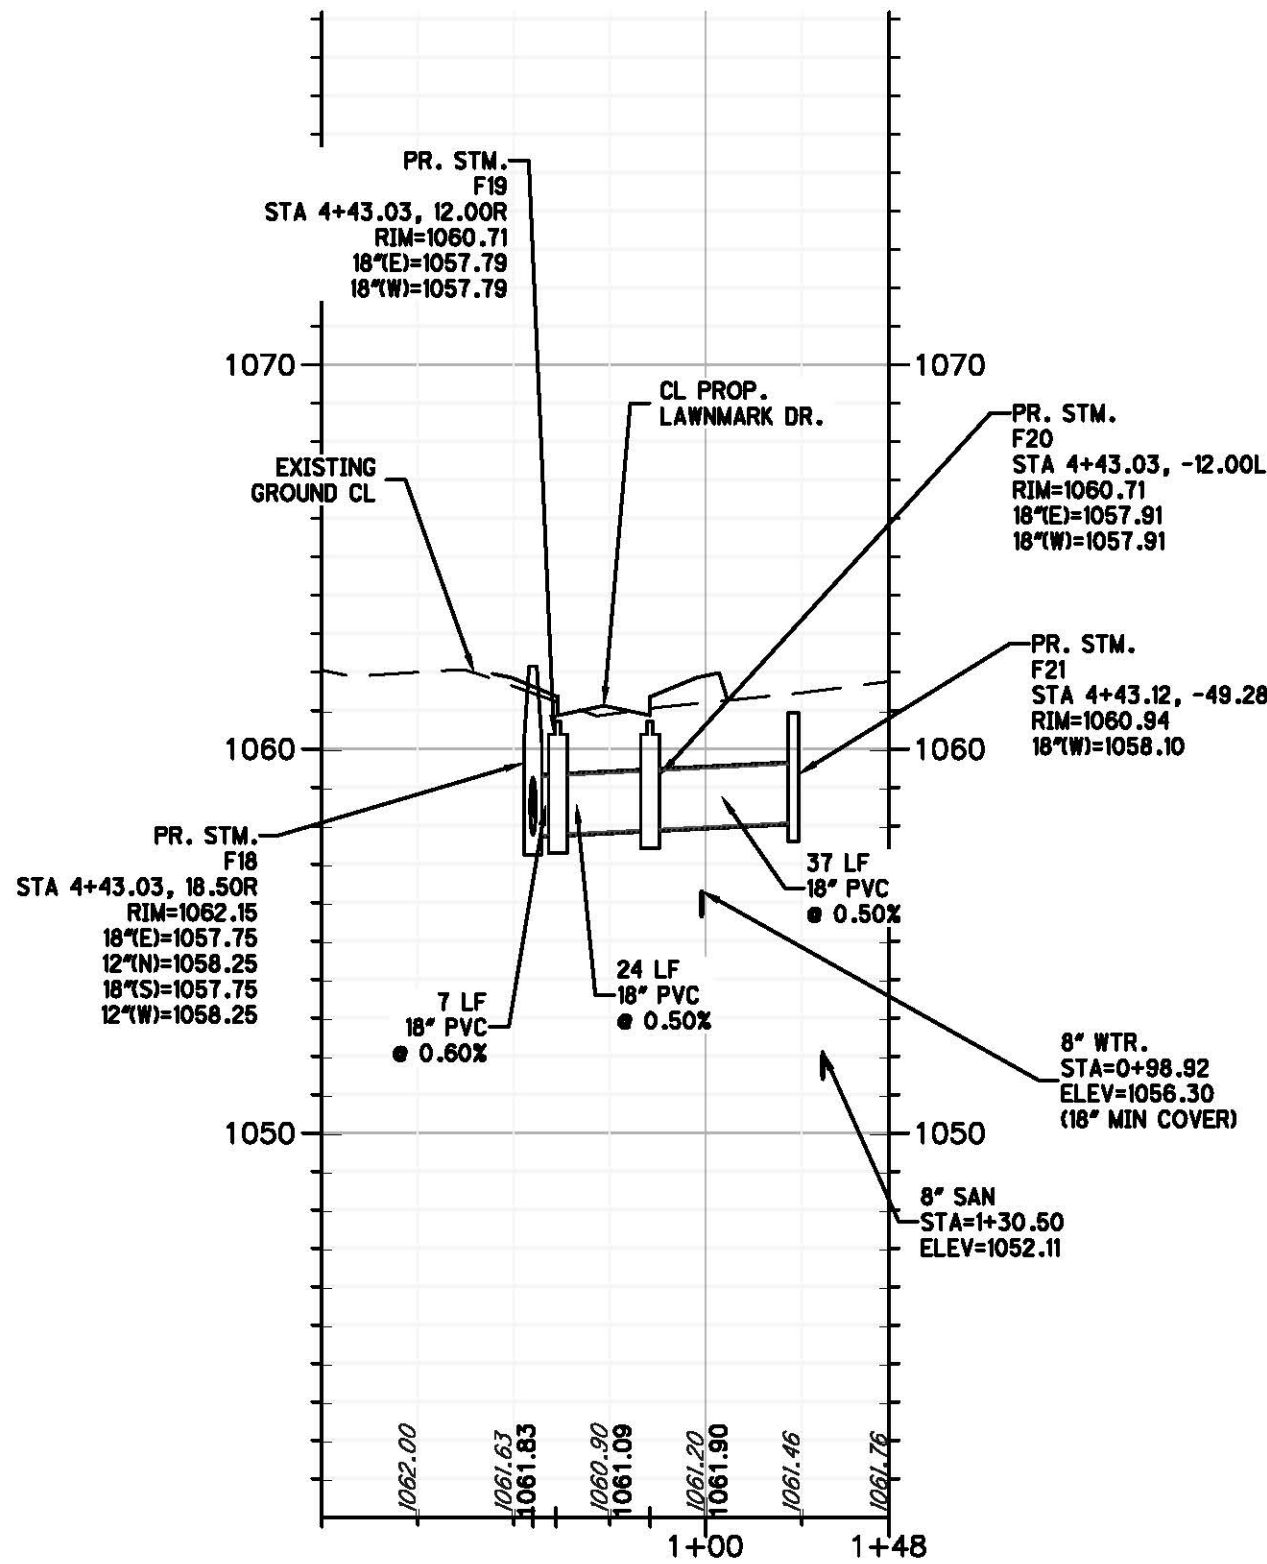 PR. STM.
F19
STA 4+43.03, 12.00R
RIM=1060.71
18"(E)=1057.79
18"(W)=1057.79
1070
1070
CL PROP.
LAWNMARK DR.
PR. STM.
F20
STA 4+43.03, -12.00L
RIM=1060.71
18"(E)=1057.91
18"(W)=1057.91
EXISTING
GROUND CL
PR. STM.
F21
STA 4+43.12, -49.28
RIM=1060.94
18"(W)=1058.10
1060
1060
PR. STM.
F18
STA 4+43.03, 18.50R
RIM=1062.15
18"(E)=1057.75
12"(N)=1058.25
18"(S)=1057.75
12"(W)=1058.25
37 LF
18" PVC
@ 0.50%
24 LF
18" PVC
@ 0.50%
7 LF
18" PVC
@ 0.60%
8" WTR.
STA=0+98.92
ELEV=1056.30
(18" MIN COVER)
1050
1050
8" SAN
STA=1+30.50
ELEV=1052.11
1062.00
1061.63
1061.83
1060.90
1061.09
1061.20
1061.90
1061.46
1061.76
1+00
1+48